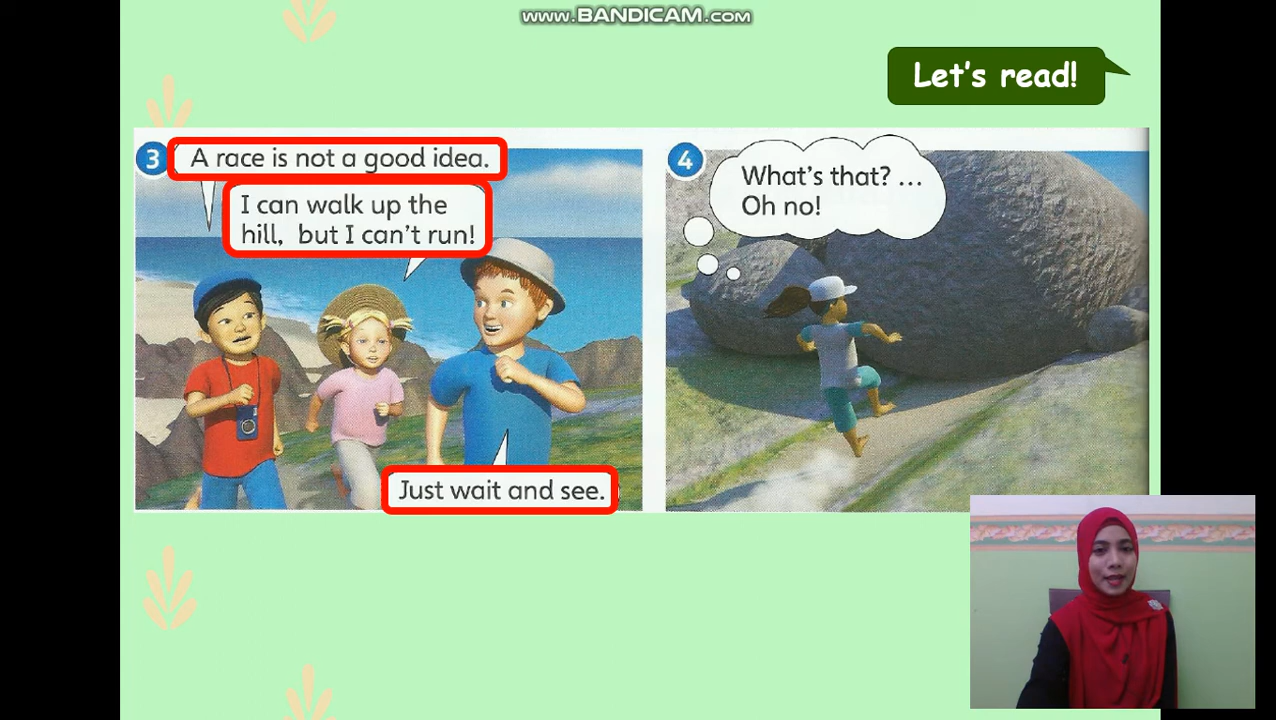 www.BANDICAM.com
Let's read!
3
A race is not a good idea.
I can walk up the
hill, but I can't run!
Just wait and see.
4
What's that? ...
Oh no!